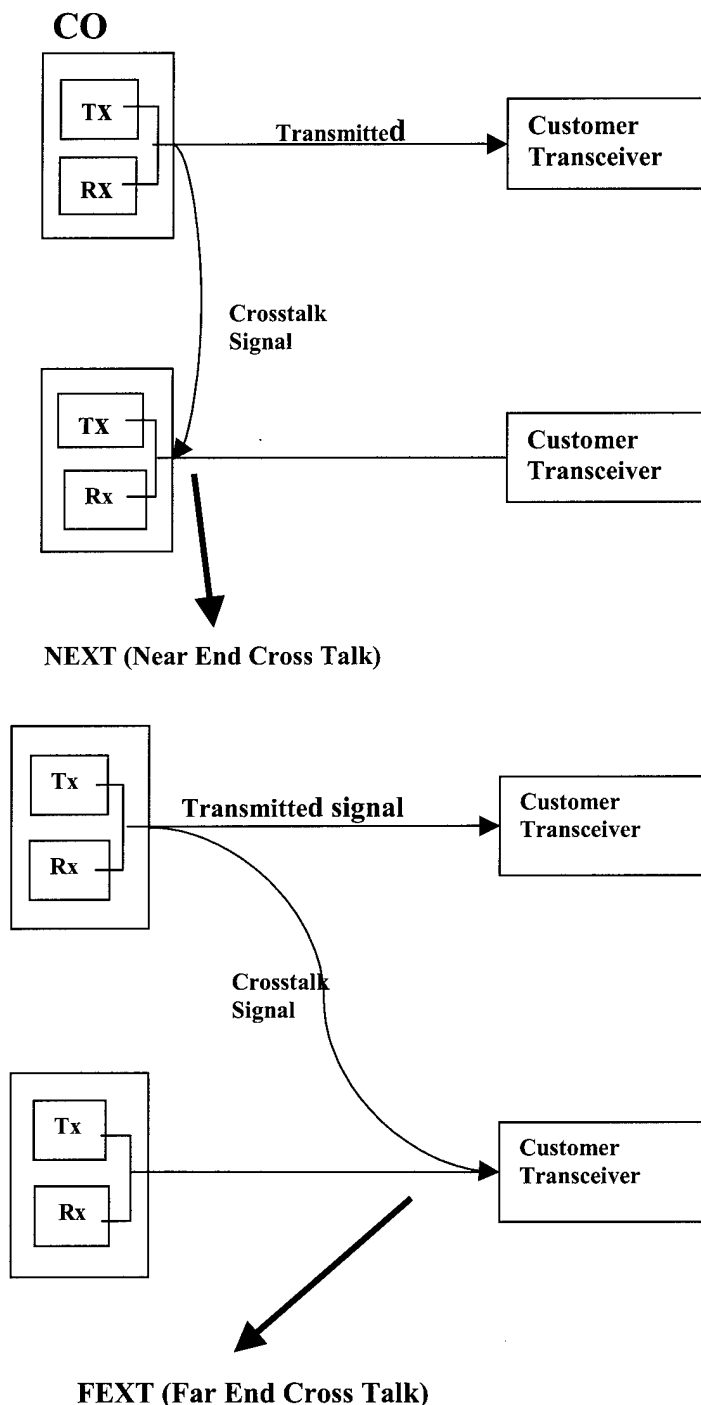 CO
Tx
Rx
Transmitted
Customer
Transceiver
Crosstalk
Signal
Tx
Rx
Customer
Transceiver
NEXT (Near End Cross Talk)
Tx
Rx
Transmitted signal
Customer
Transceiver
Crosstalk
Signal
Tx
Rx
Customer
Transceiver
FEXT (Far End Cross Talk)